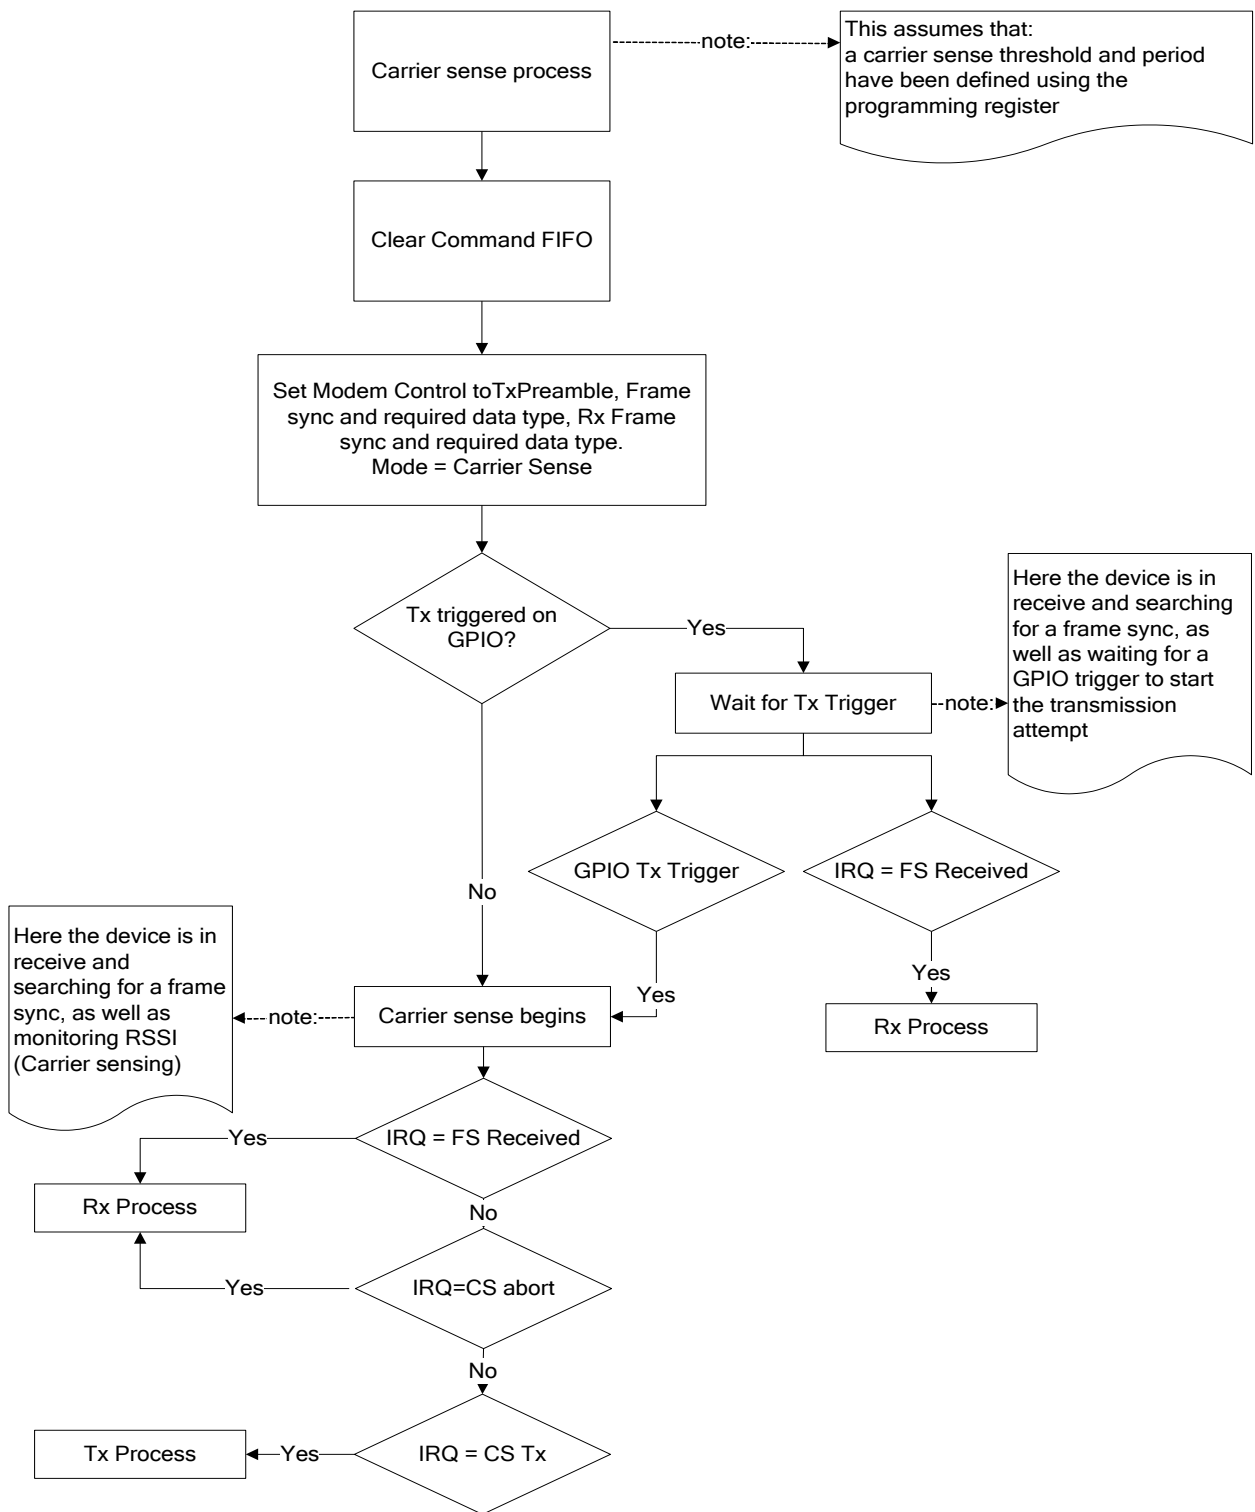 Carrier sense process
note:
This assumes that:
a carrier sense threshold and period
have been defined using the
programming register
Clear Command FIFO
Set Modem Control toTxPreamble, Frame
sync and required data type, Rx Frame
sync and required data type.
Mode = Carrier Sense
Tx triggered on
GPIO?
Yes
Wait for Tx Trigger
note:
Here the device is in
receive and searching
for a frame sync, as
well as waiting for a
GPIO trigger to start
the transmission
attempt
GPIO Tx Trigger
IRQ = FS Received
No
Yes
Yes
Rx Process
Here the device is in
receive and
searching for a frame
sync, as well as
monitoring RSSI
(Carrier sensing)
note:
Carrier sense begins
IRQ = FS Received
Yes
Rx Process
No
IRQ=CS abort
Yes
No
IRQ = CS Tx
Yes
Tx Process